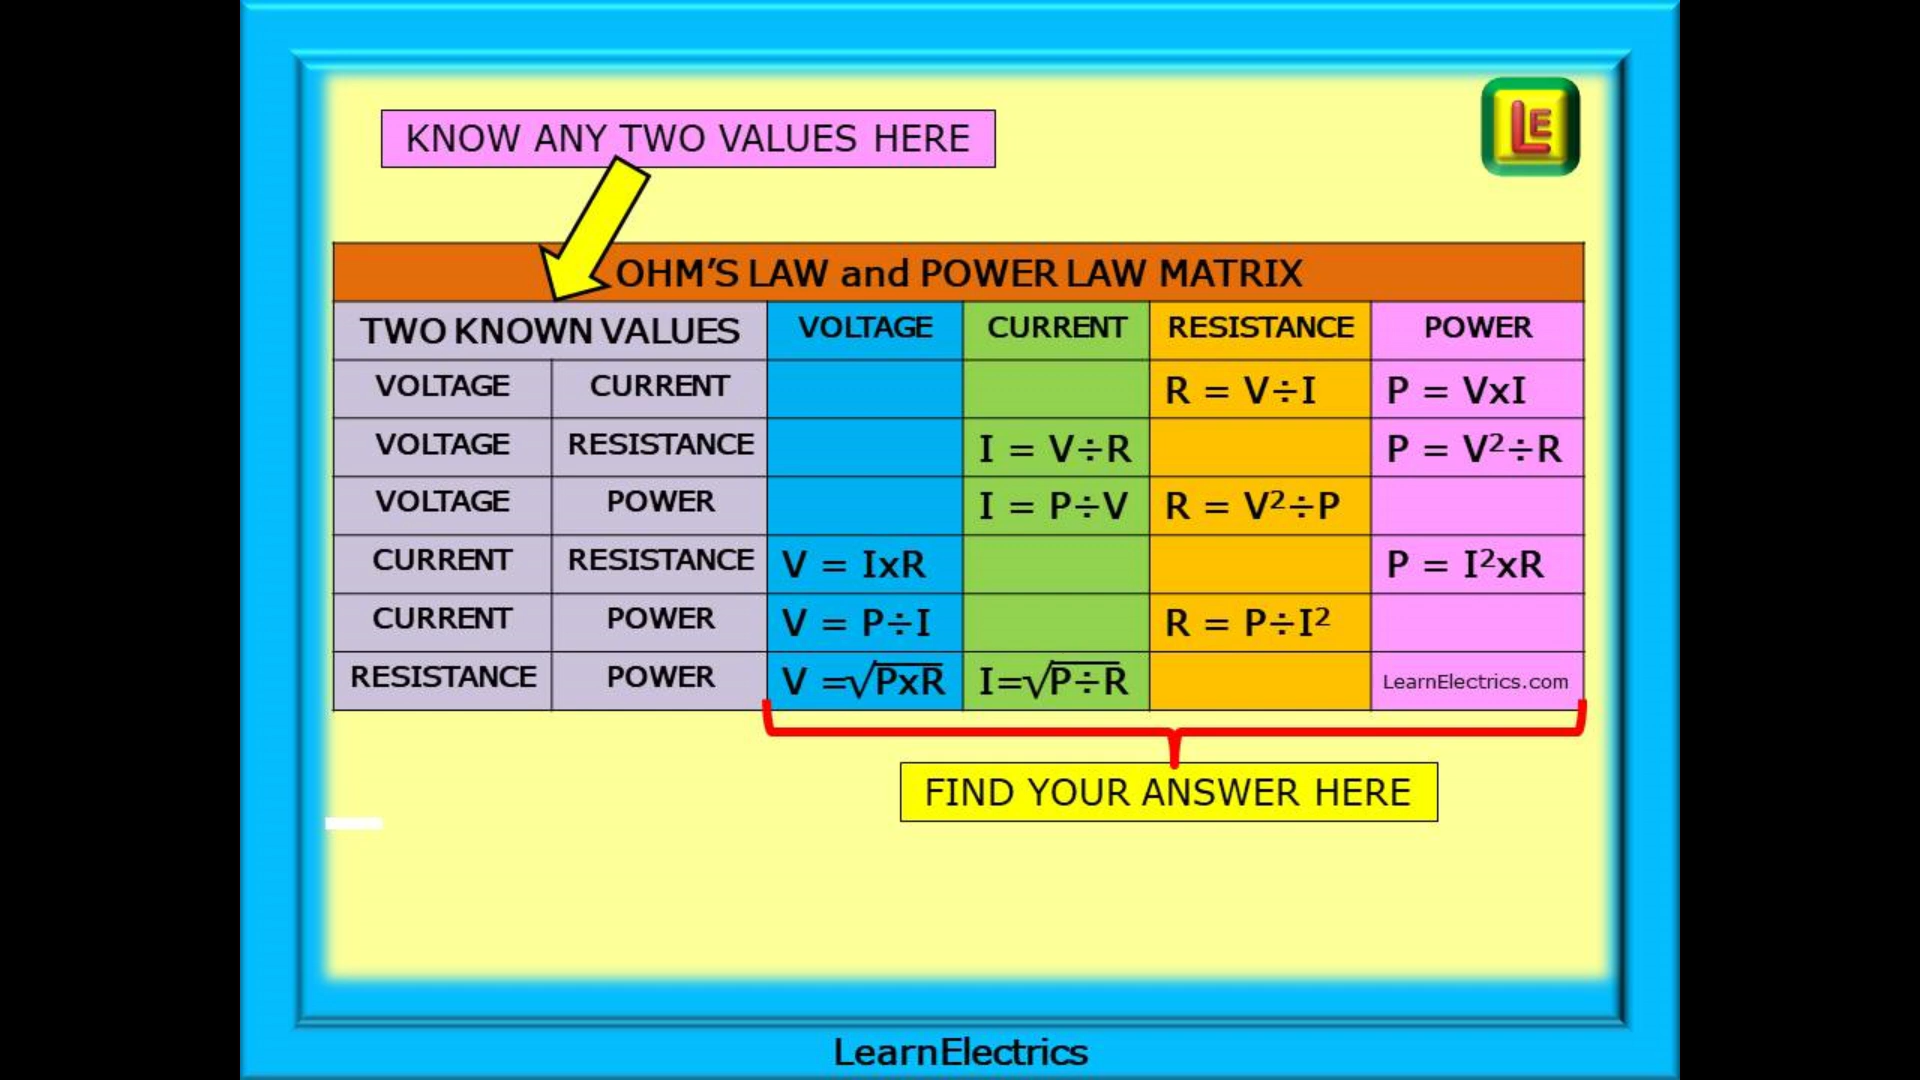 LE
KNOW ANY TWO VALUES HERE
OHM'S LAW and POWER LAW MATRIX
TWO KNOWN VALUES VOLTAGE CURRENT RESISTANCE POWER
VOLTAGE CURRENT R = V÷I P = VxI
VOLTAGE RESISTANCE I = V÷R P = V²÷R
VOLTAGE POWER I = P÷V R = V²÷P
CURRENT RESISTANCE V = IxR P = I²xR
CURRENT POWER V = P÷I R = P÷I²
RESISTANCE POWER V =√PxR I=√P÷R LearnElectrics.com
FIND YOUR ANSWER HERE
LearnElectrics